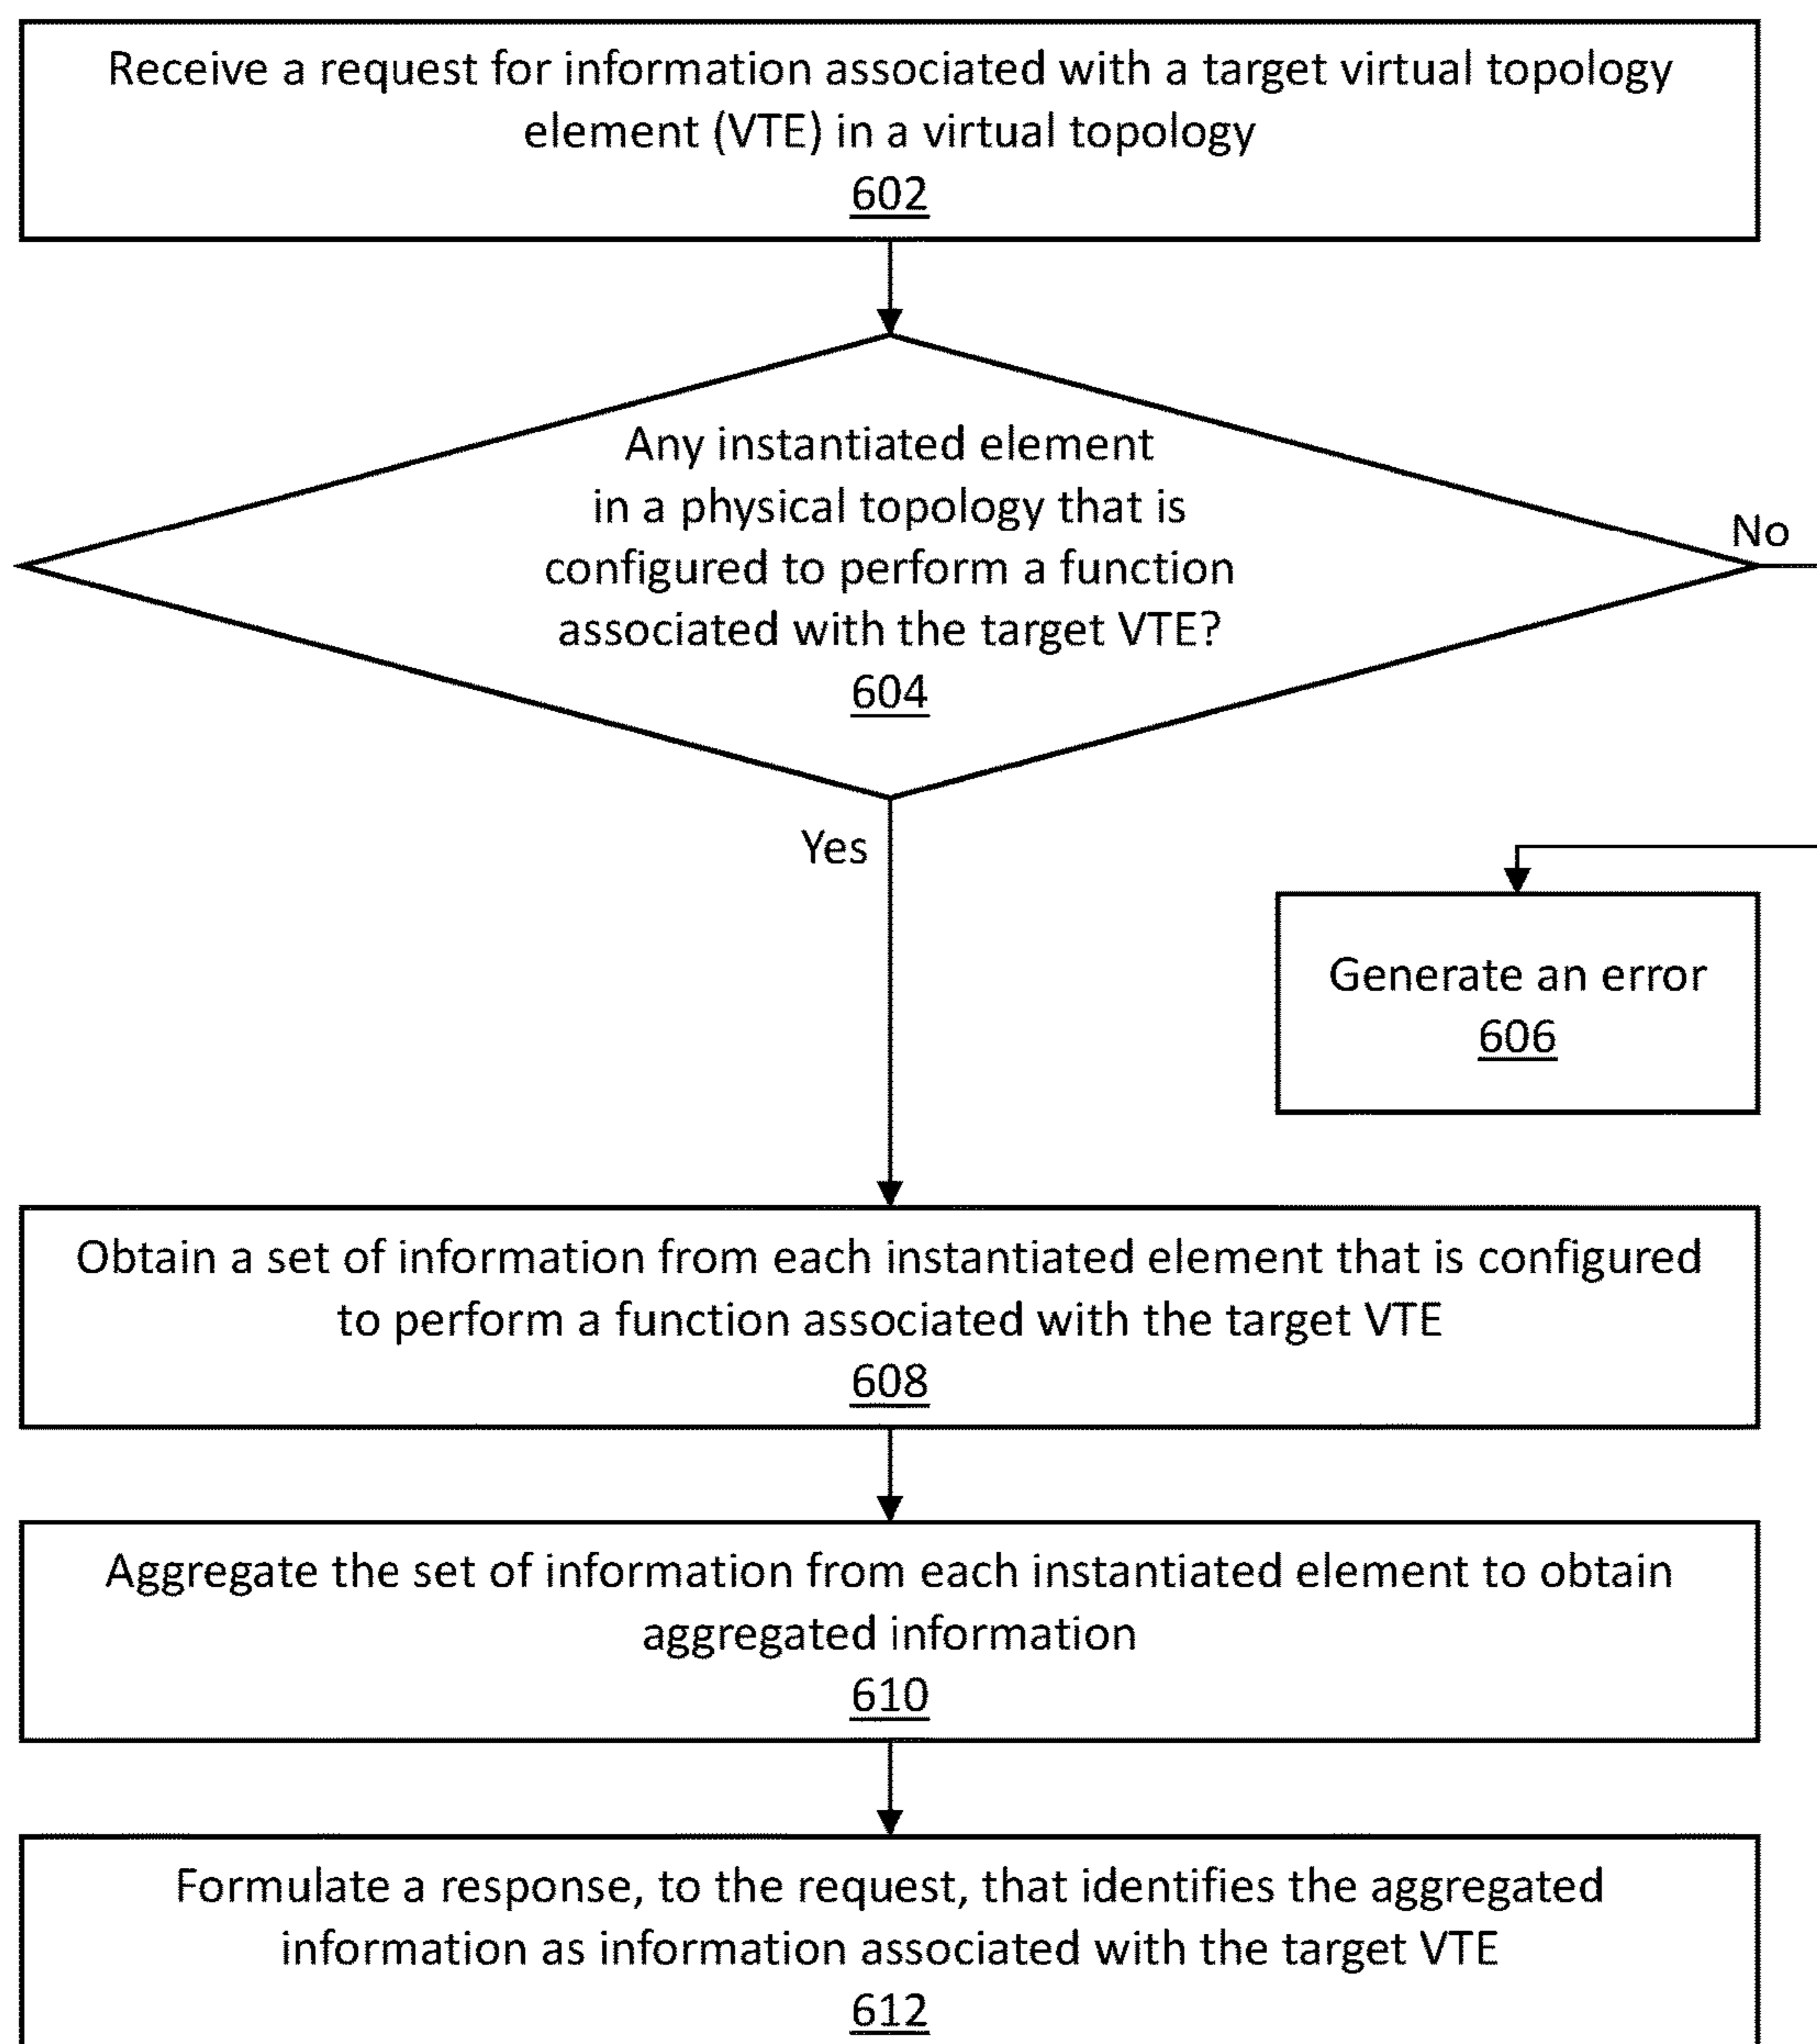 Receive a request for information associated with a target virtual topology
element (VTE) in a virtual topology
602
Any instantiated element
in a physical topology that is
configured to perform a function
associated with the target VTE?
604
No
Yes
Generate an error
606
Obtain a set of information from each instantiated element that is configured
to perform a function associated with the target VTE
608
Aggregate the set of information from each instantiated element to obtain
aggregated information
610
Formulate a response, to the request, that identifies the aggregated
information as information associated with the target VTE
612